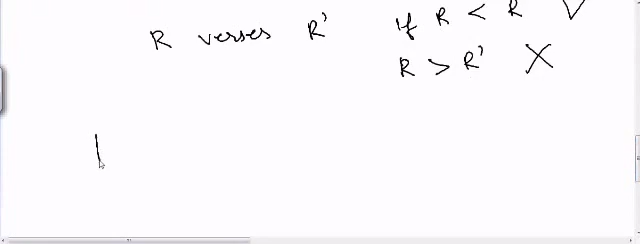 R verses R' if R < R ✓
R > R' X